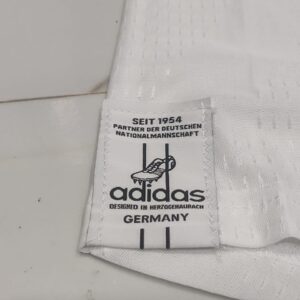 SEIT 1954
PARTNER DER DEUTSCHEN
NATIONALMANNSCHAFT
adidas
DESIGNED IN HERZOGENAURACH
GERMANY